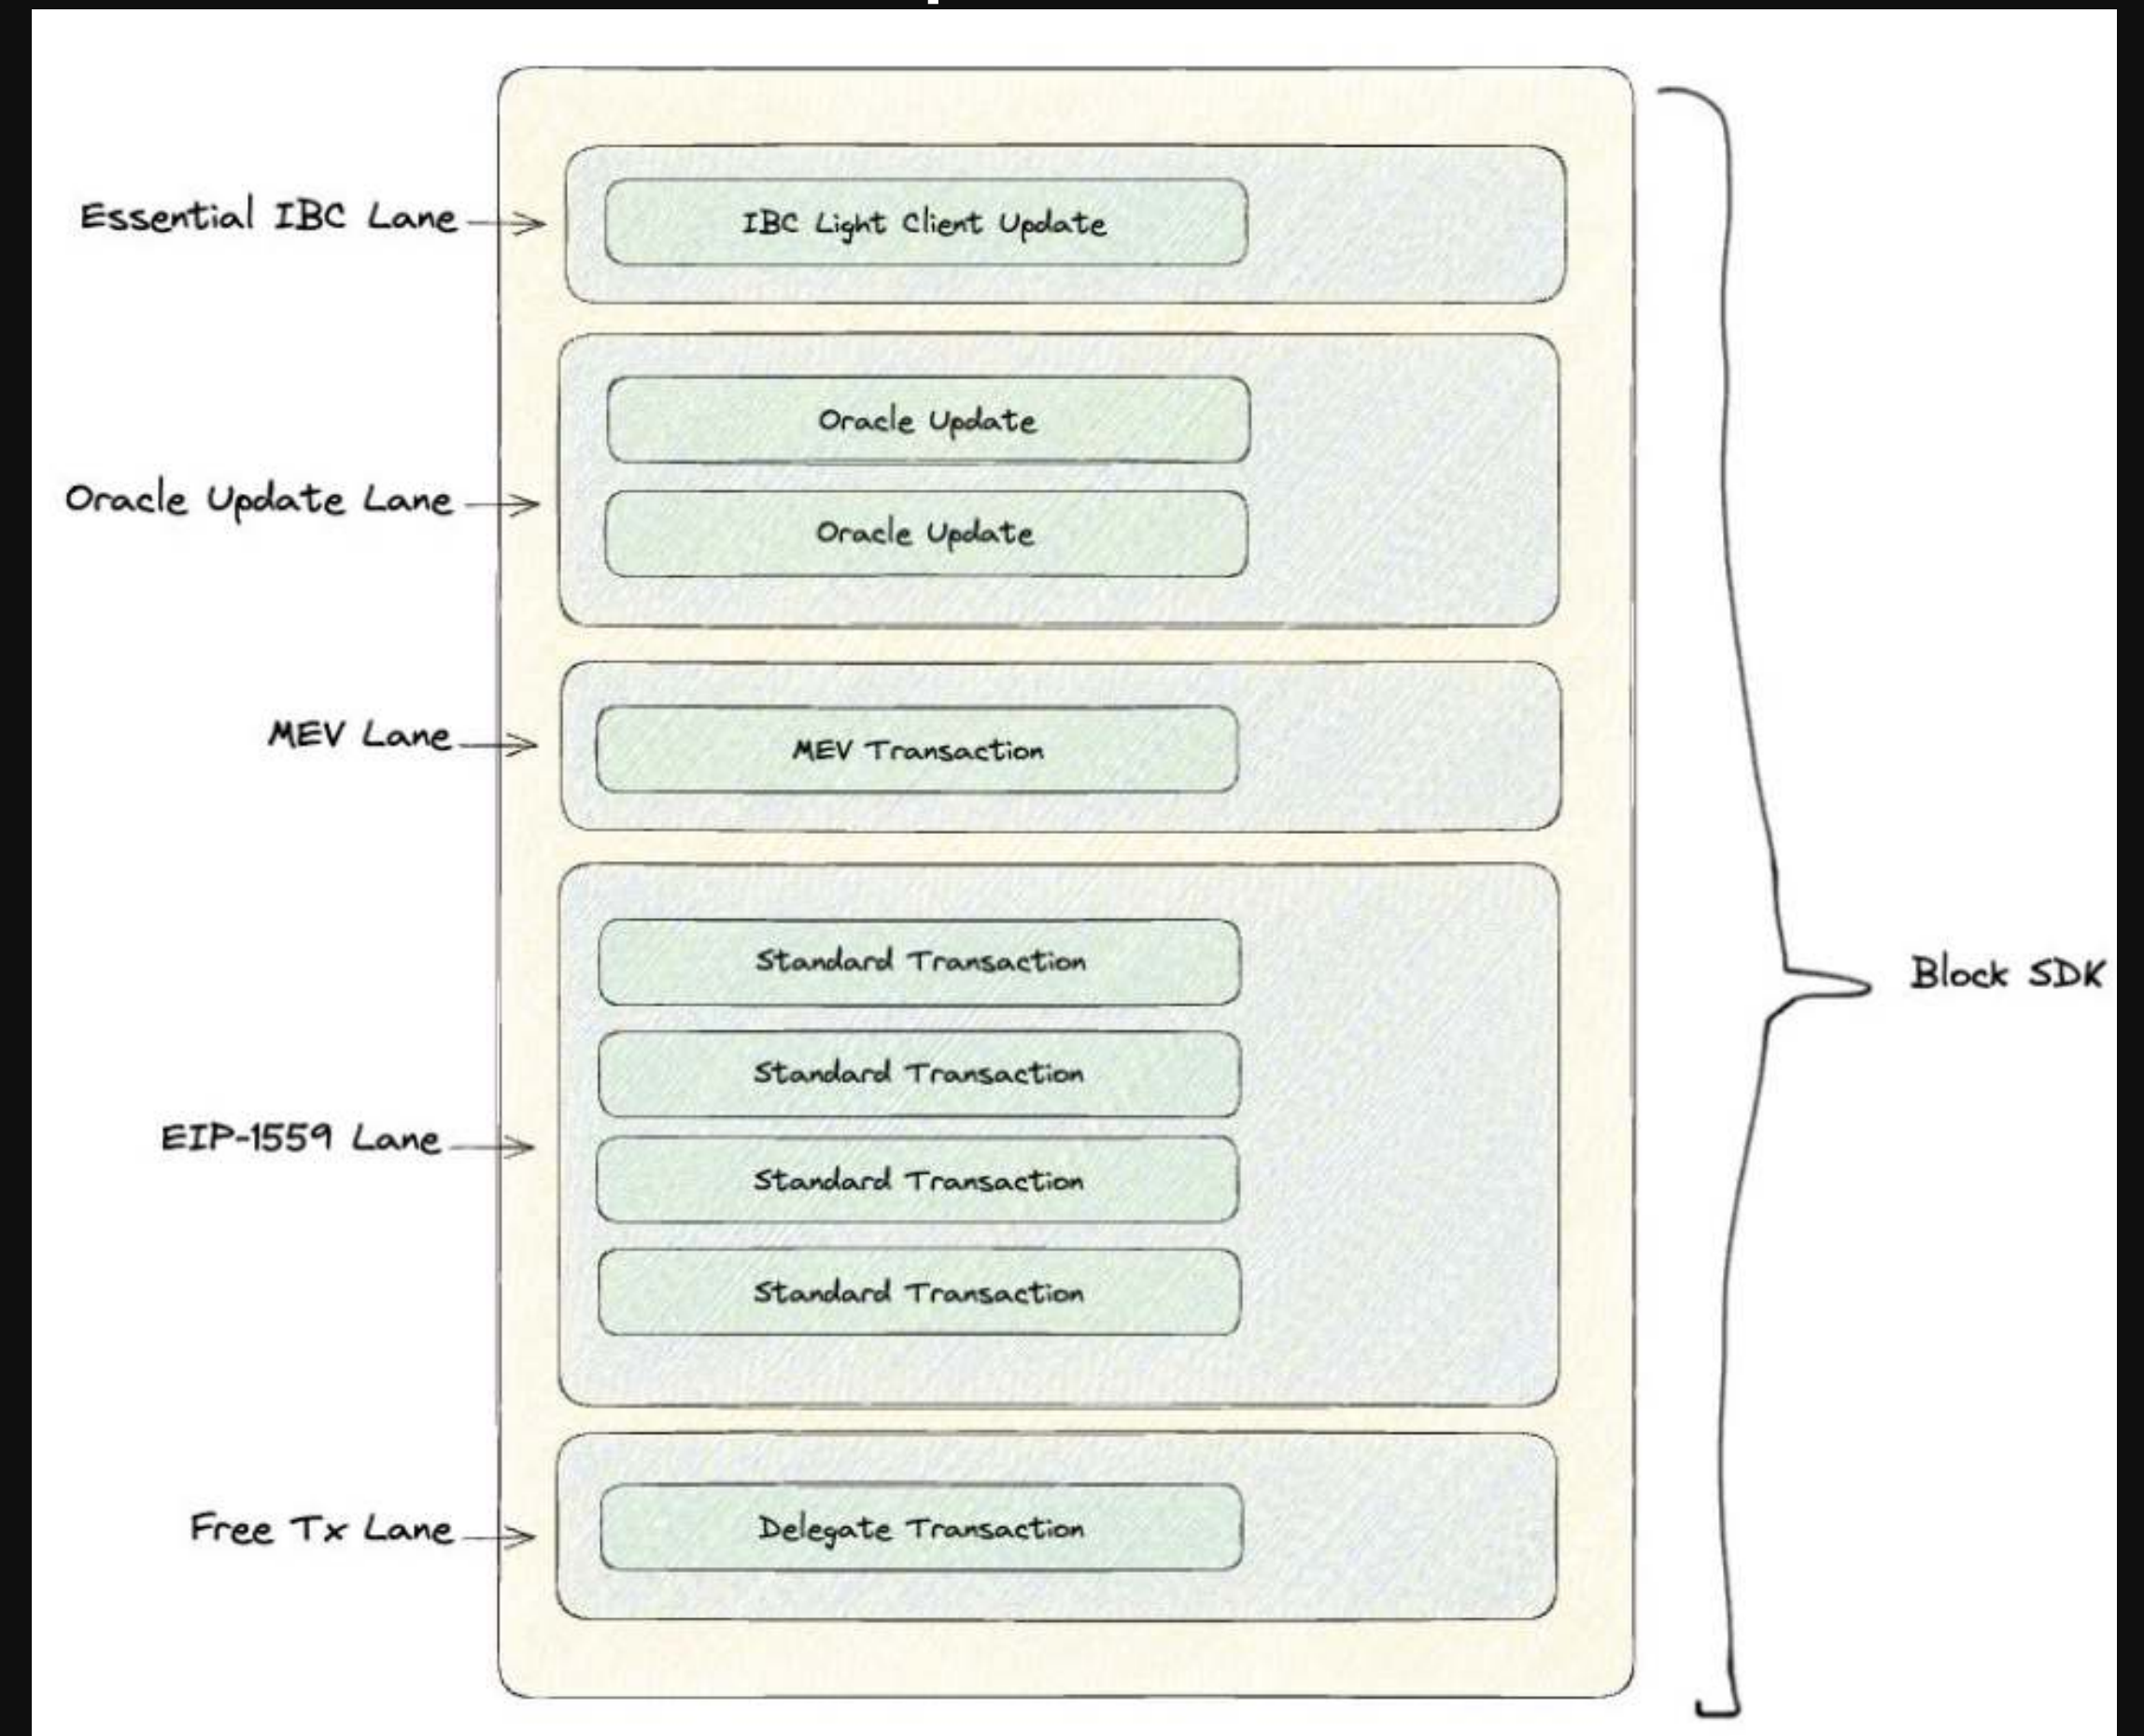 Essential IBC Lane
IBC Light Client Update
Oracle Update Lane
Oracle Update
Oracle Update
MEV Lane
MEV Transaction
EIP-1559 Lane
Standard Transaction
Standard Transaction
Standard Transaction
Standard Transaction
Free Tx Lane
Delegate Transaction
Block SDK